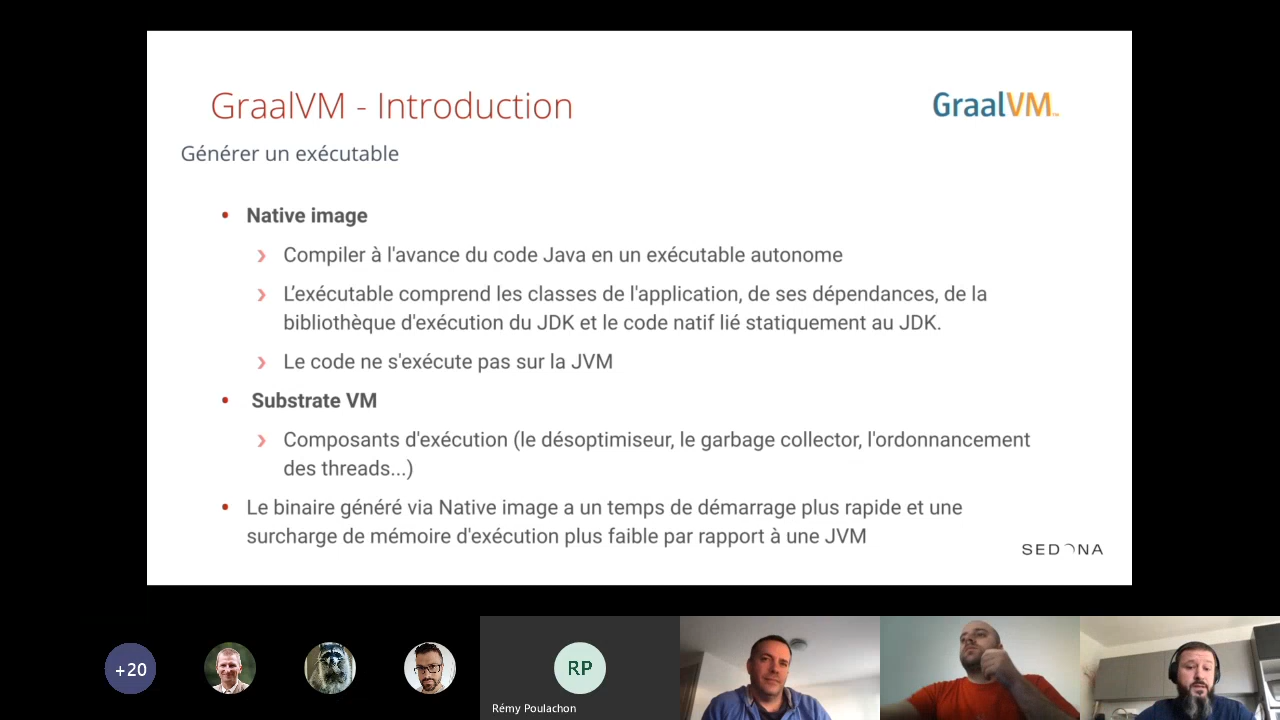 GraalVM - Introduction
GraalVM
Générer un exécutable
• Native image
› Compiler à l'avance du code Java en un exécutable autonome
› L’exécutable comprend les classes de l'application, de ses dépendances, de la
bibliothèque d'exécution du JDK et le code natif lié statiquement au JDK.
› Le code ne s'exécute pas sur la JVM
• Substrate VM
› Composants d'exécution (le désoptimiseur, le garbage collector, l'ordonnancement
des threads...)
• Le binaire généré via Native image a un temps de démarrage plus rapide et une
surcharge de mémoire d'exécution plus faible par rapport à une JVM
SEDONA
+20
RP
Rémy Poulachon